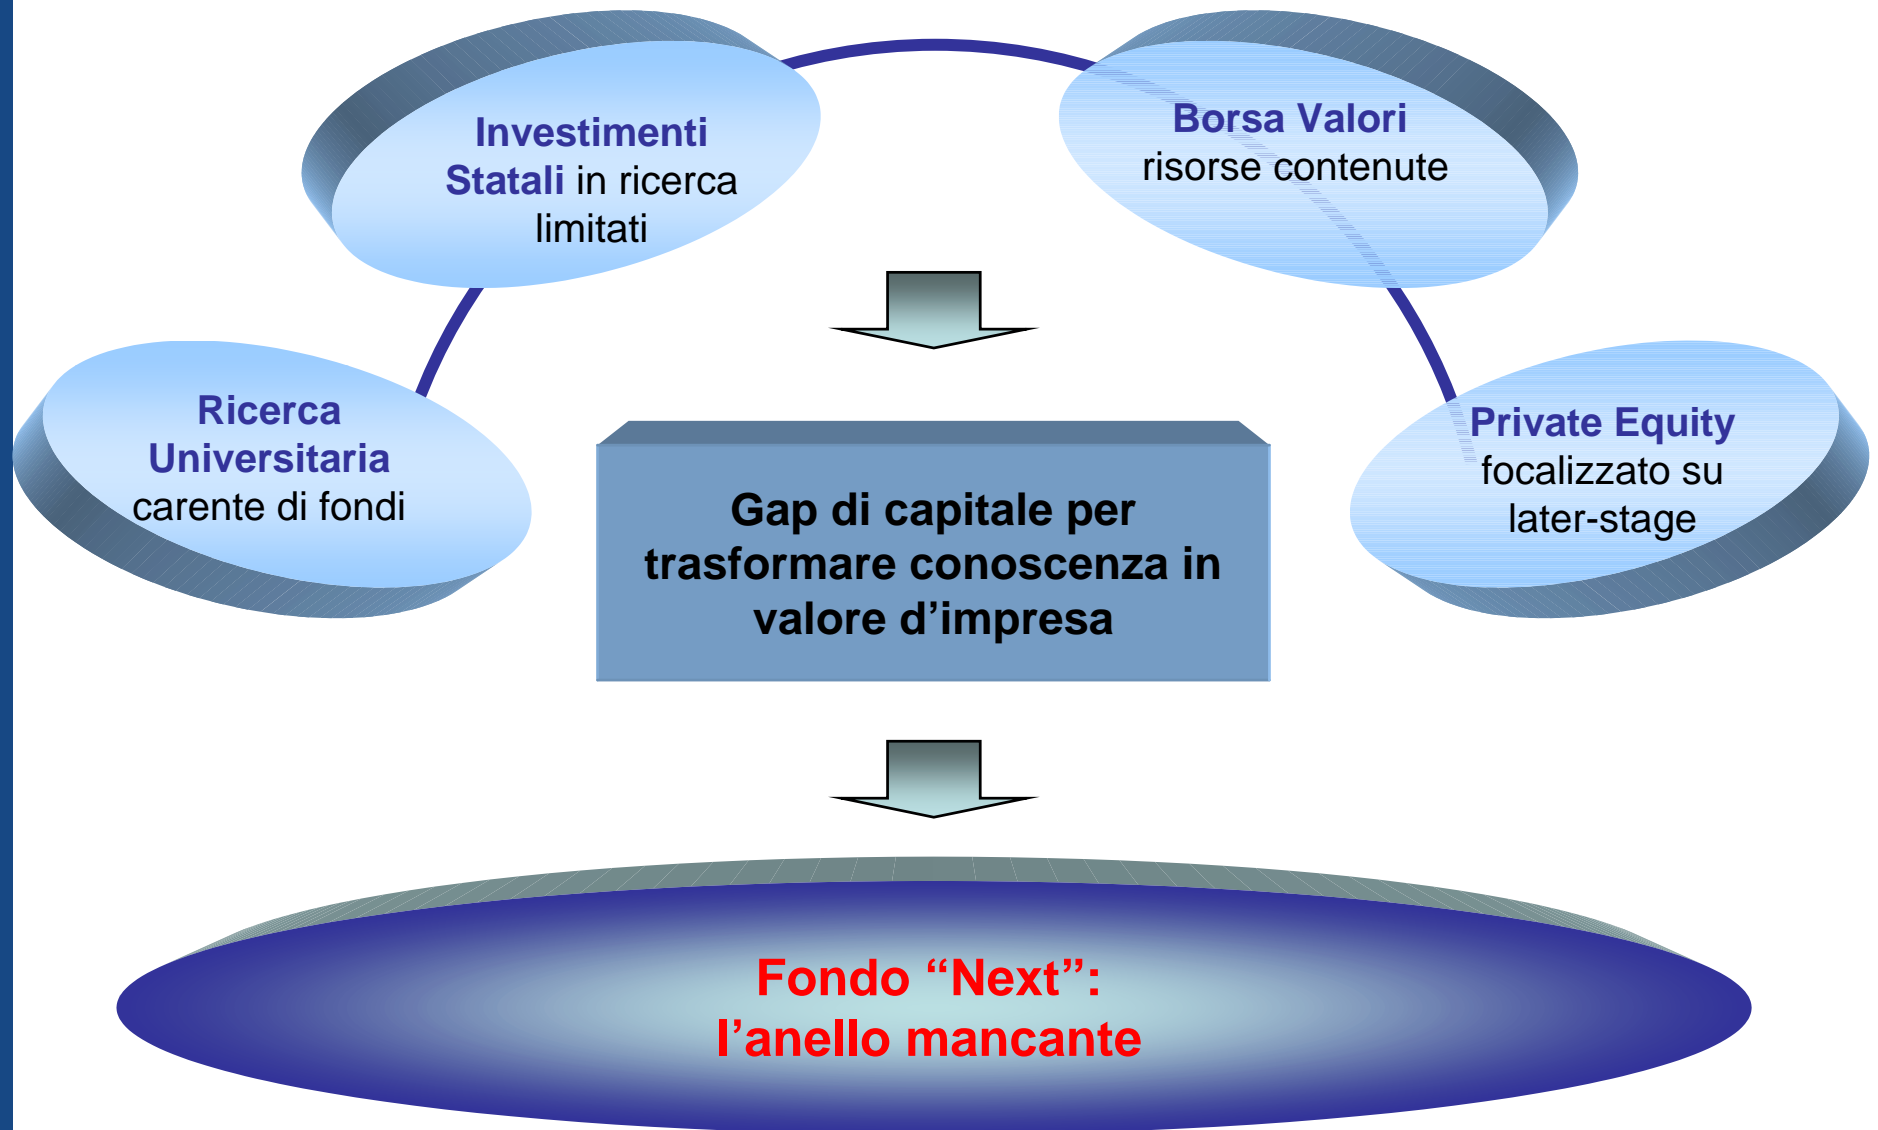 Investimenti
Statali in ricerca
limitati
Borsa Valori
risorse contenute
Ricerca
Universitaria
carente di fondi
Private Equity
focalizzato su
later-stage
Gap di capitale per
trasformare conoscenza in
valore d’impresa
Fondo “Next”:
l’anello mancante